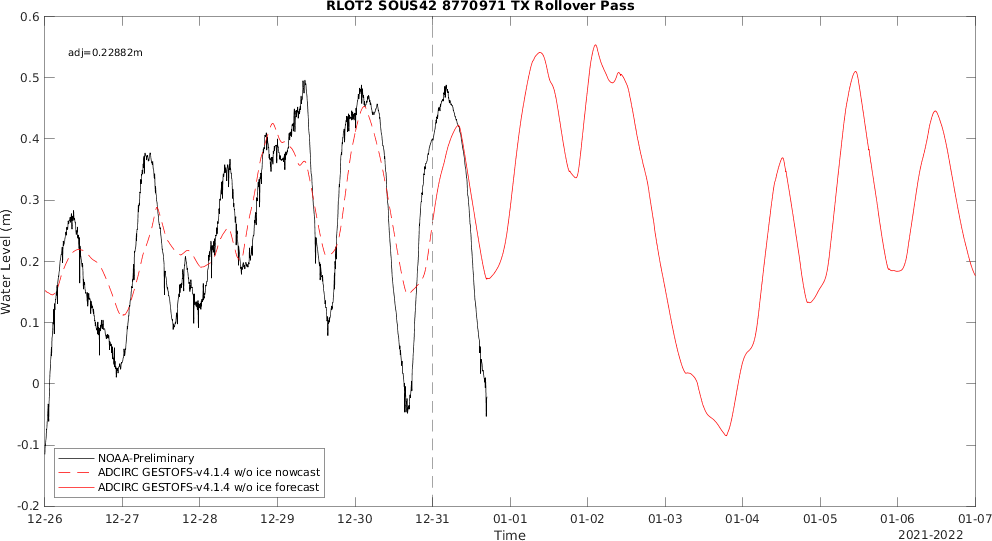 RLOT2 SOUS42 8770971 TX Rollover Pass
adj=0.22882m
0.6
0.5
0.4
0.3
0.2
0.1
0
-0.1
-0.2
Water Level (m)
NOAA-Preliminary
ADCIRC GESTOFS-v4.1.4 w/o ice nowcast
ADCIRC GESTOFS-v4.1.4 w/o ice forecast
12-26 12-27 12-28 12-29 12-30 12-31 01-01 01-02 01-03 01-04 01-05 01-06 01-07
Time
2021-2022